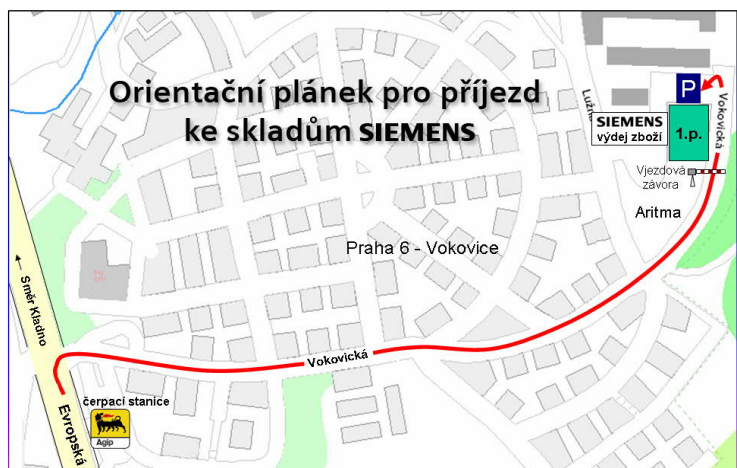 Orientační plánek pro příjezd
ke skladům SIEMENS
P
Lužná
Vokovická
SIEMENS
výdej zboží
1.p.
Vjezdová
závora
Aritma
Praha 6 - Vokovice
← Směr Kladno
Vokovická
čerpací stanice
Agip
Evropská